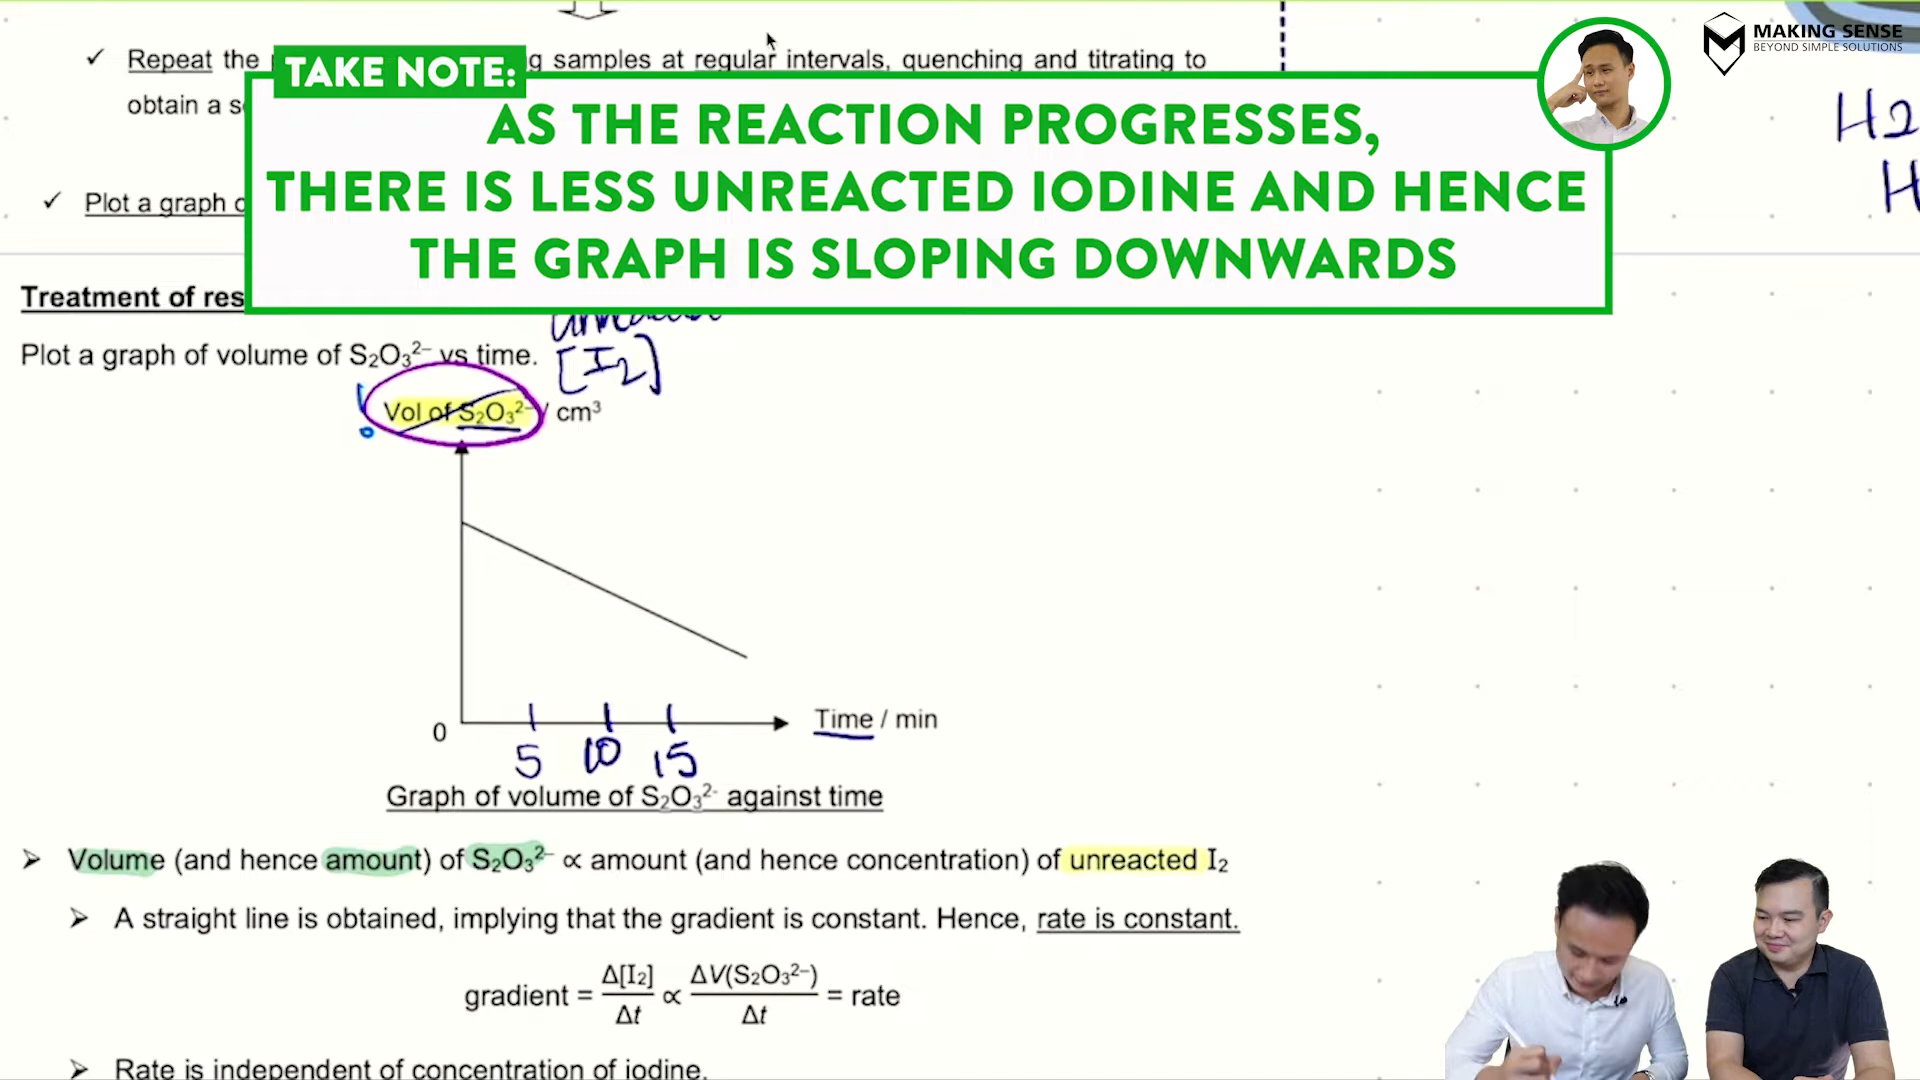 ✓ Repeat the g samples at regular intervals, quenching and titrating to
obtain a s
TAKE NOTE:
AS THE REACTION PROGRESSES,
THERE IS LESS UNREACTED IODINE AND HENCE
THE GRAPH IS SLOPING DOWNWARDS
MAKING SENSE
BEYOND SIMPLE SOLUTIONS
H2
H
✓ Plot a graph o
Treatment of res
Plot a graph of volume of S₂O₃²⁻ vs time.
[I₂]
Vol of S₂O₃²⁻ / cm³
0
5 10 15
Time / min
Graph of volume of S₂O₃²⁻ against time
➢ Volume (and hence amount) of S₂O₃²⁻ ∝ amount (and hence concentration) of unreacted I₂
➢ A straight line is obtained, implying that the gradient is constant. Hence, rate is constant.
gradient = Δ[I₂]/Δt ∝ ΔV(S₂O₃²⁻)/Δt = rate
➢ Rate is independent of concentration of iodine.